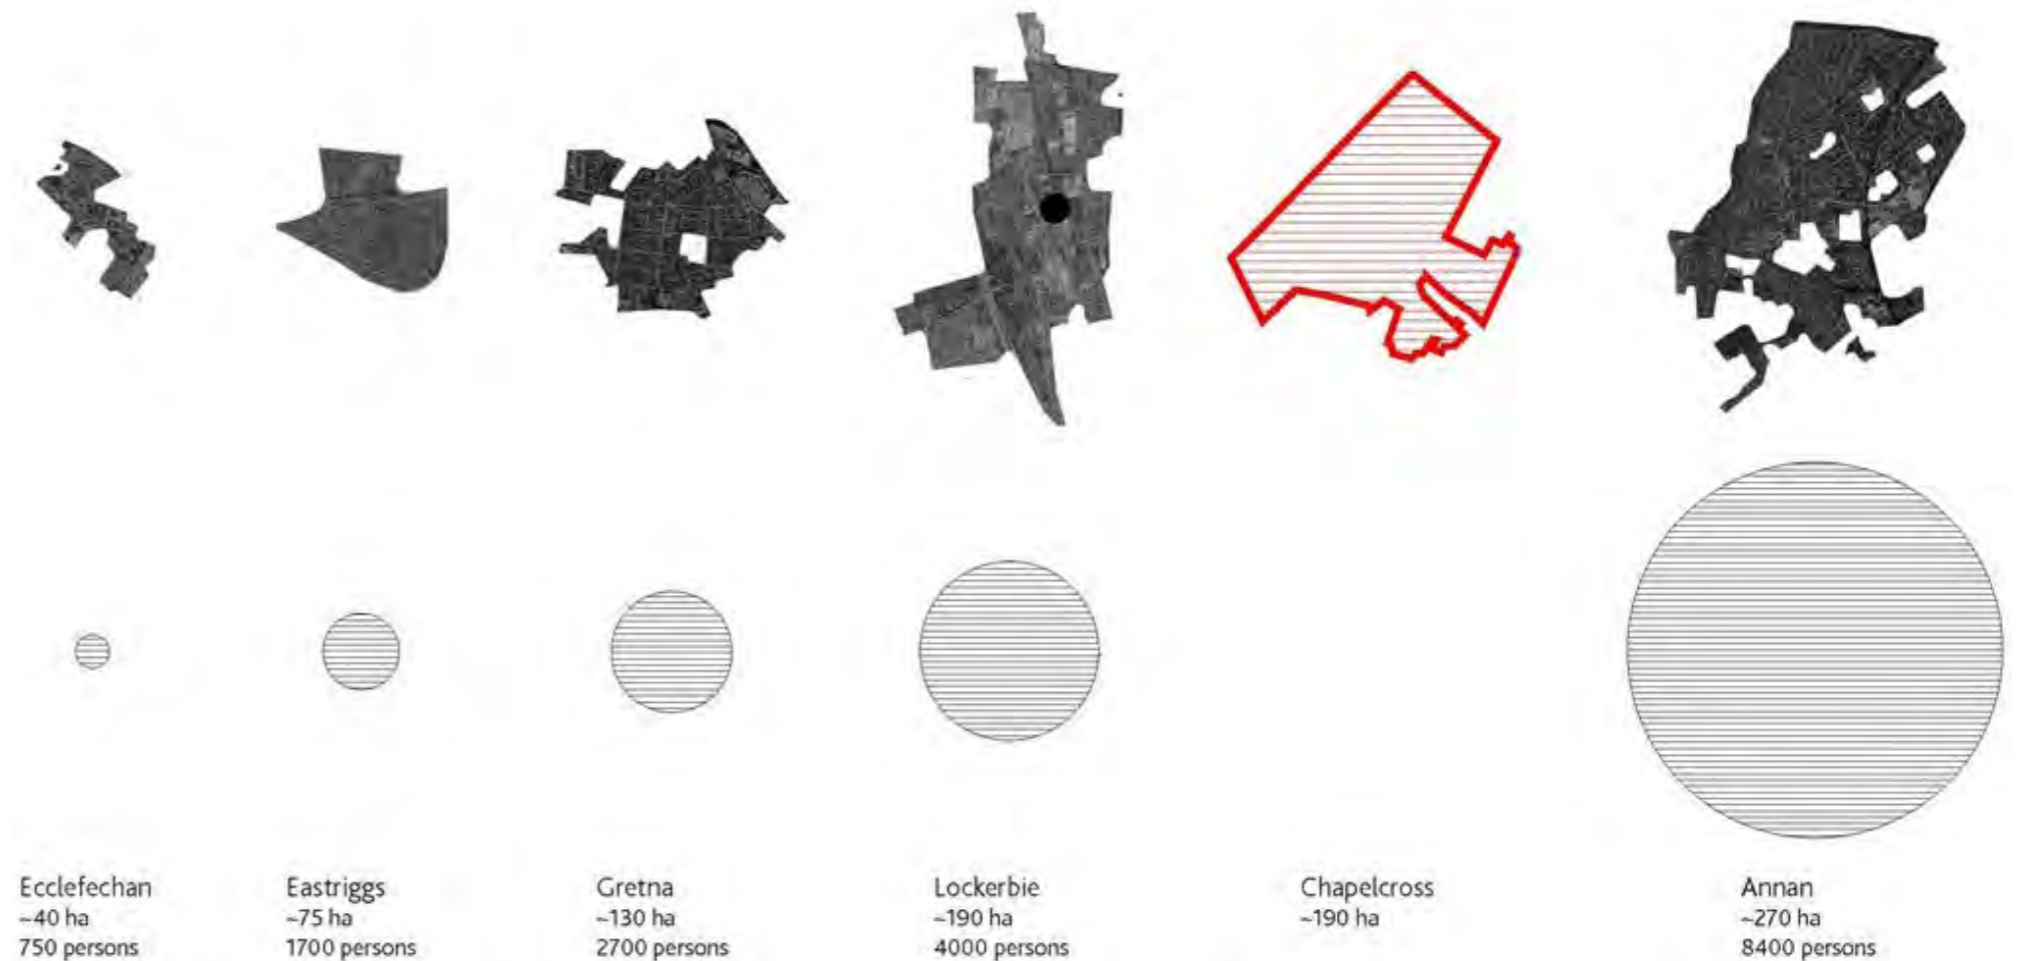 Ecclefechan
~40 ha
750 persons
Eastriggs
~75 ha
1700 persons
Gretna
~130 ha
2700 persons
Lockerbie
~190 ha
4000 persons
Chapelcross
~190 ha
Annan
~270 ha
8400 persons